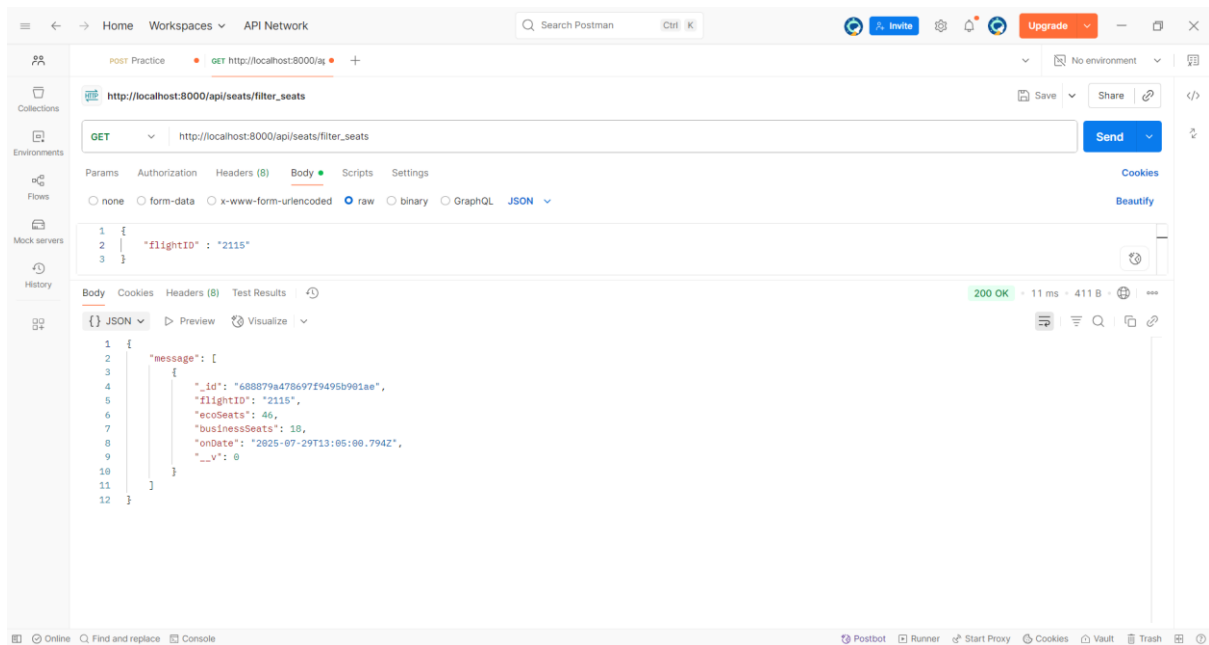 Home Workspaces API Network Search Postman Ctrl K Invite Upgrade
POST Practice GET http://localhost:8000/ap No environment
Collections
Environments
Flows
Mock servers
History
HTTP http://localhost:8000/api/seats/filter_seats Save Share
GET http://localhost:8000/api/seats/filter_seats Send
Params Authorization Headers (8) Body Scripts Settings Cookies
none form-data x-www-form-urlencoded raw binary GraphQL JSON Beautify
1 {
2 "flightID" : "2115"
3 }
Body Cookies Headers (8) Test Results 200 OK 11 ms 411 B
{} JSON Preview Visualize
1 {
2 "message": [
3 {
4 "_id": "688879a478697f9495b901ae",
5 "flightID": "2115",
6 "ecoSeats": 46,
7 "businessSeats": 18,
8 "onDate": "2025-07-29T13:05:00.794Z",
9 "__v": 0
10 }
11 ]
12 }
Online Find and replace Console Postbot Runner Start Proxy Cookies Vault Trash